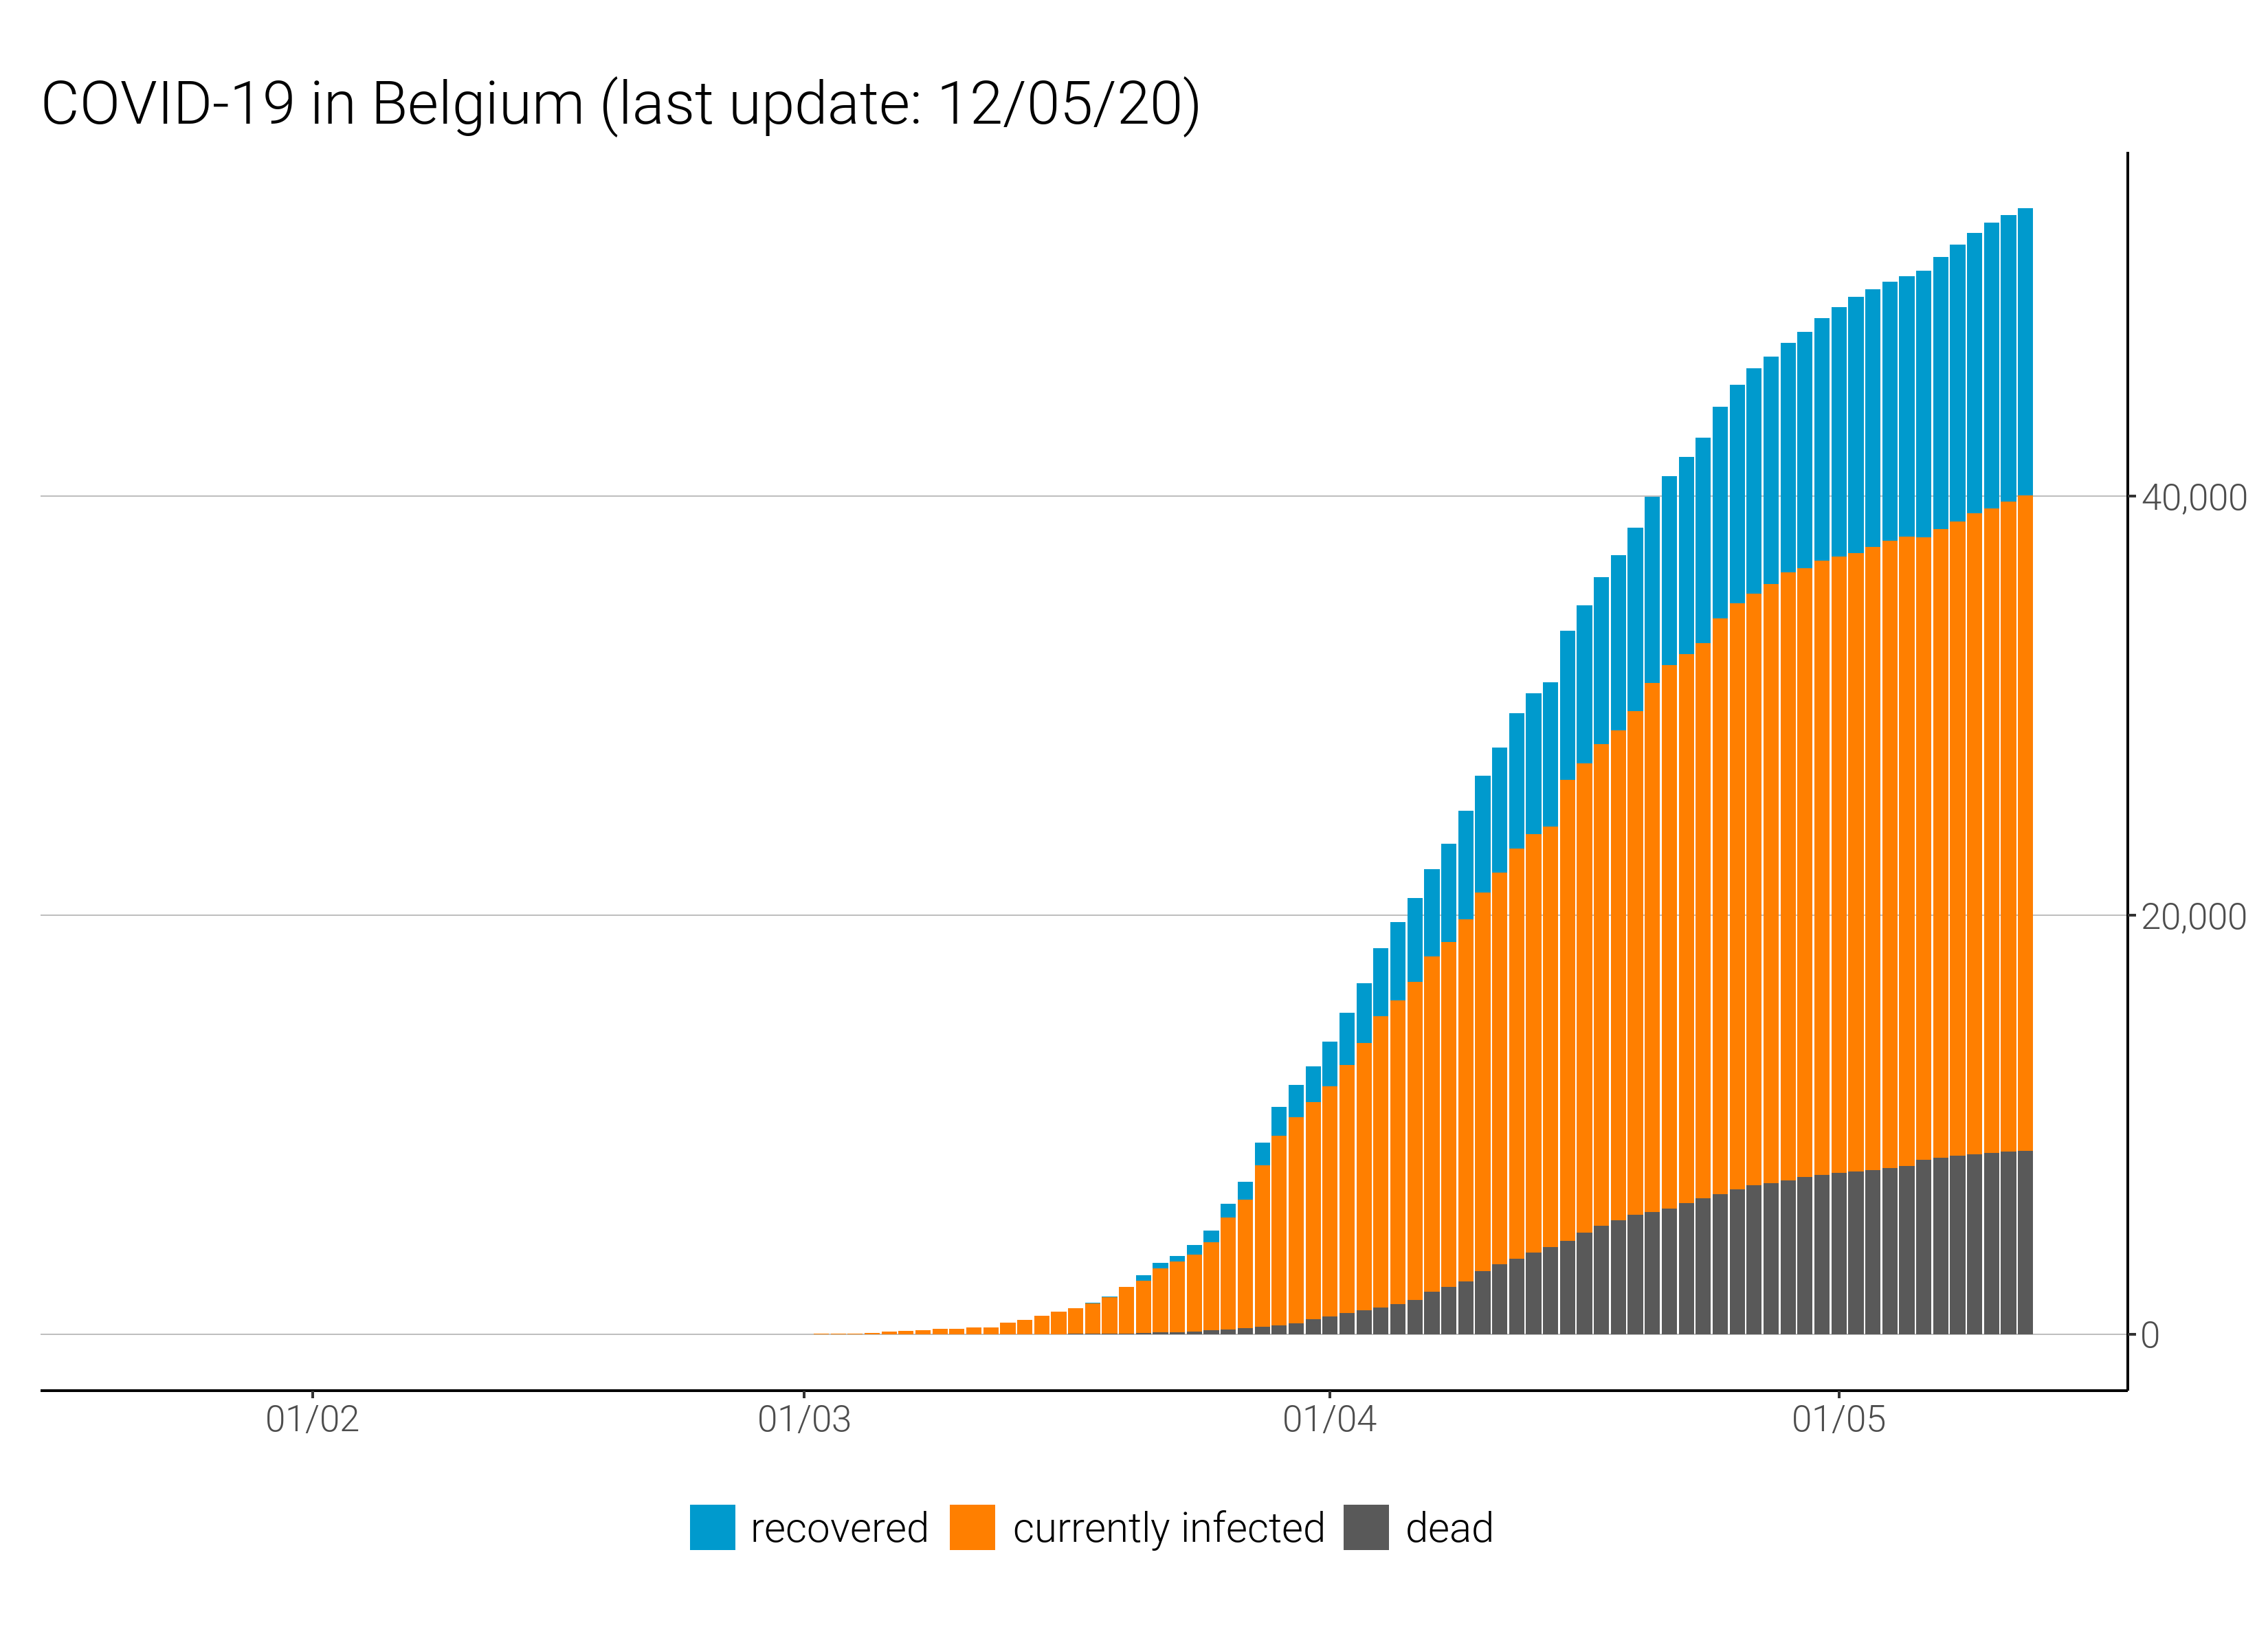 COVID-19 in Belgium (last update: 12/05/20)
40,000
20,000
0
01/02 01/03 01/04 01/05
recovered currently infected dead